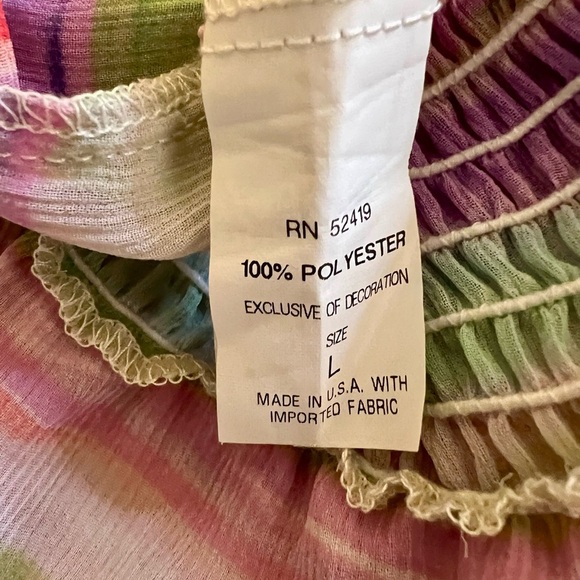 RN 52419
100% POLYESTER
EXCLUSIVE OF DECORATION
SIZE
L
MADE IN U.S.A. WITH
IMPORTED FABRIC